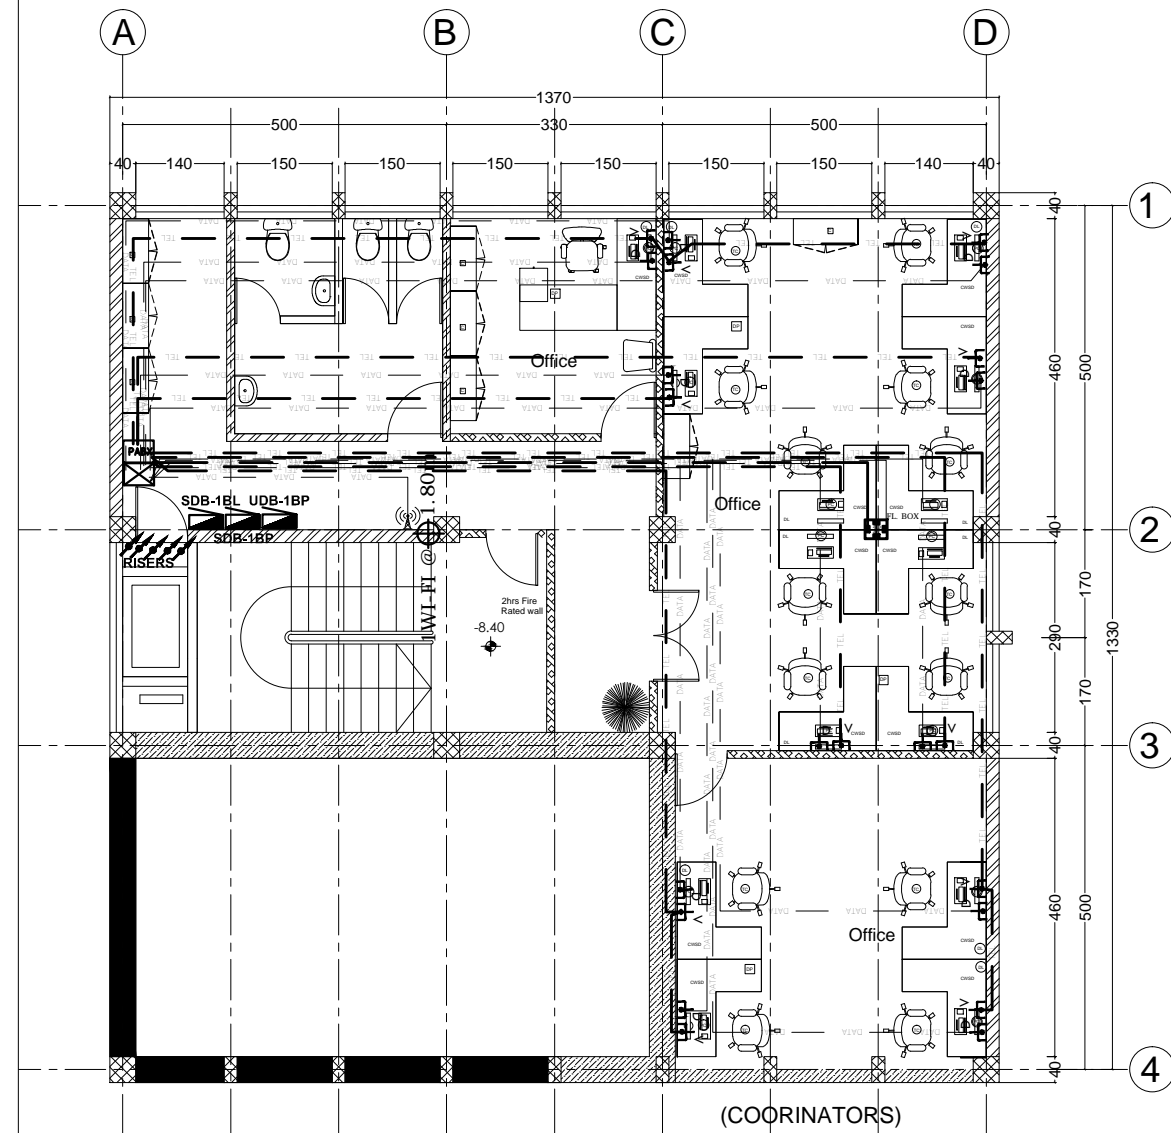 A B C D
1370
500 330 500
40 140 150 150 150 150 150 150 140 40
1
40
DATA
TEL
DL
CWSD
TC
DP
Office
460
500
PABX
Office
SDB-1BL UDB-1BP
SDB-1BP
RISERS
1WI-FI @ 1.80m
FL BOX
2
40
2hrs Fire
Rated wall
-8.40
170
290
1330
170
3
40
460
500
Office
4
40
(COORINATORS)